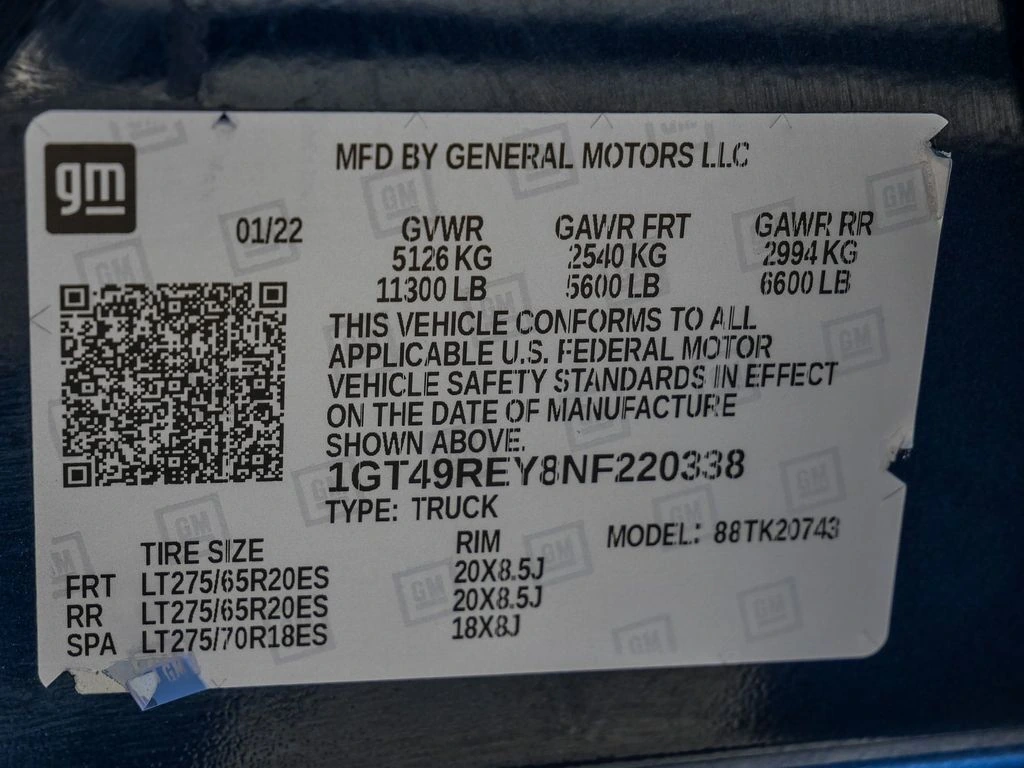 gm
MFD BY GENERAL MOTORS LLC
01/22 GVWR GAWR FRT GAWR RR
5126 KG 2540 KG 2994 KG
11300 LB 5600 LB 6600 LB
THIS VEHICLE CONFORMS TO ALL
APPLICABLE U.S. FEDERAL MOTOR
VEHICLE SAFETY STANDARDS IN EFFECT
ON THE DATE OF MANUFACTURE
SHOWN ABOVE.
1GT49REY8NF220338
TYPE: TRUCK
TIRE SIZE RIM MODEL: 88TK20743
FRT LT275/65R20ES 20X8.5J
RR LT275/65R20ES 20X8.5J
SPA LT275/70R18ES 18X8J